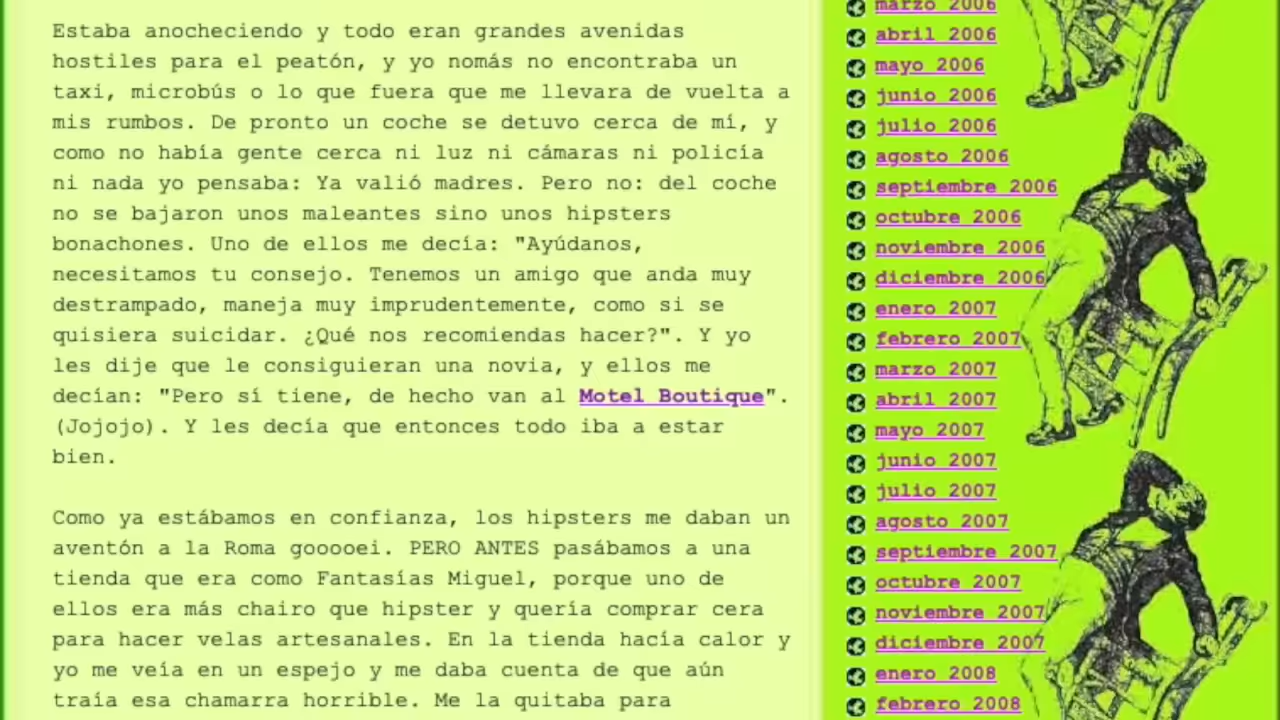 Estaba anocheciendo y todo eran grandes avenidas
hostiles para el peatón, y yo nomás no encontraba un
taxi, microbús o lo que fuera que me llevara de vuelta a
mis rumbos. De pronto un coche se detuvo cerca de mí, y
como no había gente cerca ni luz ni cámaras ni policía
ni nada yo pensaba: Ya valió madres. Pero no: del coche
no se bajaron unos maleantes sino unos hipsters
bonachones. Uno de ellos me decía: "Ayúdanos,
necesitamos tu consejo. Tenemos un amigo que anda muy
destrampado, maneja muy imprudentemente, como si se
quisiera suicidar. ¿Qué nos recomiendas hacer?". Y yo
les dije que le consiguieran una novia, y ellos me
decían: "Pero sí tiene, de hecho van al Motel Boutique".
(Jojojo). Y les decía que entonces todo iba a estar
bien.
Como ya estábamos en confianza, los hipsters me daban un
aventón a la Roma gooooei. PERO ANTES pasábamos a una
tienda que era como Fantasías Miguel, porque uno de
ellos era más chairo que hipster y quería comprar cera
para hacer velas artesanales. En la tienda hacía calor y
yo me veía en un espejo y me daba cuenta de que aún
traía esa chamarra horrible. Me la quitaba para
marzo 2006
abril 2006
mayo 2006
junio 2006
julio 2006
agosto 2006
septiembre 2006
octubre 2006
noviembre 2006
diciembre 2006
enero 2007
febrero 2007
marzo 2007
abril 2007
mayo 2007
junio 2007
julio 2007
agosto 2007
septiembre 2007
octubre 2007
noviembre 2007
diciembre 2007
enero 2008
febrero 2008